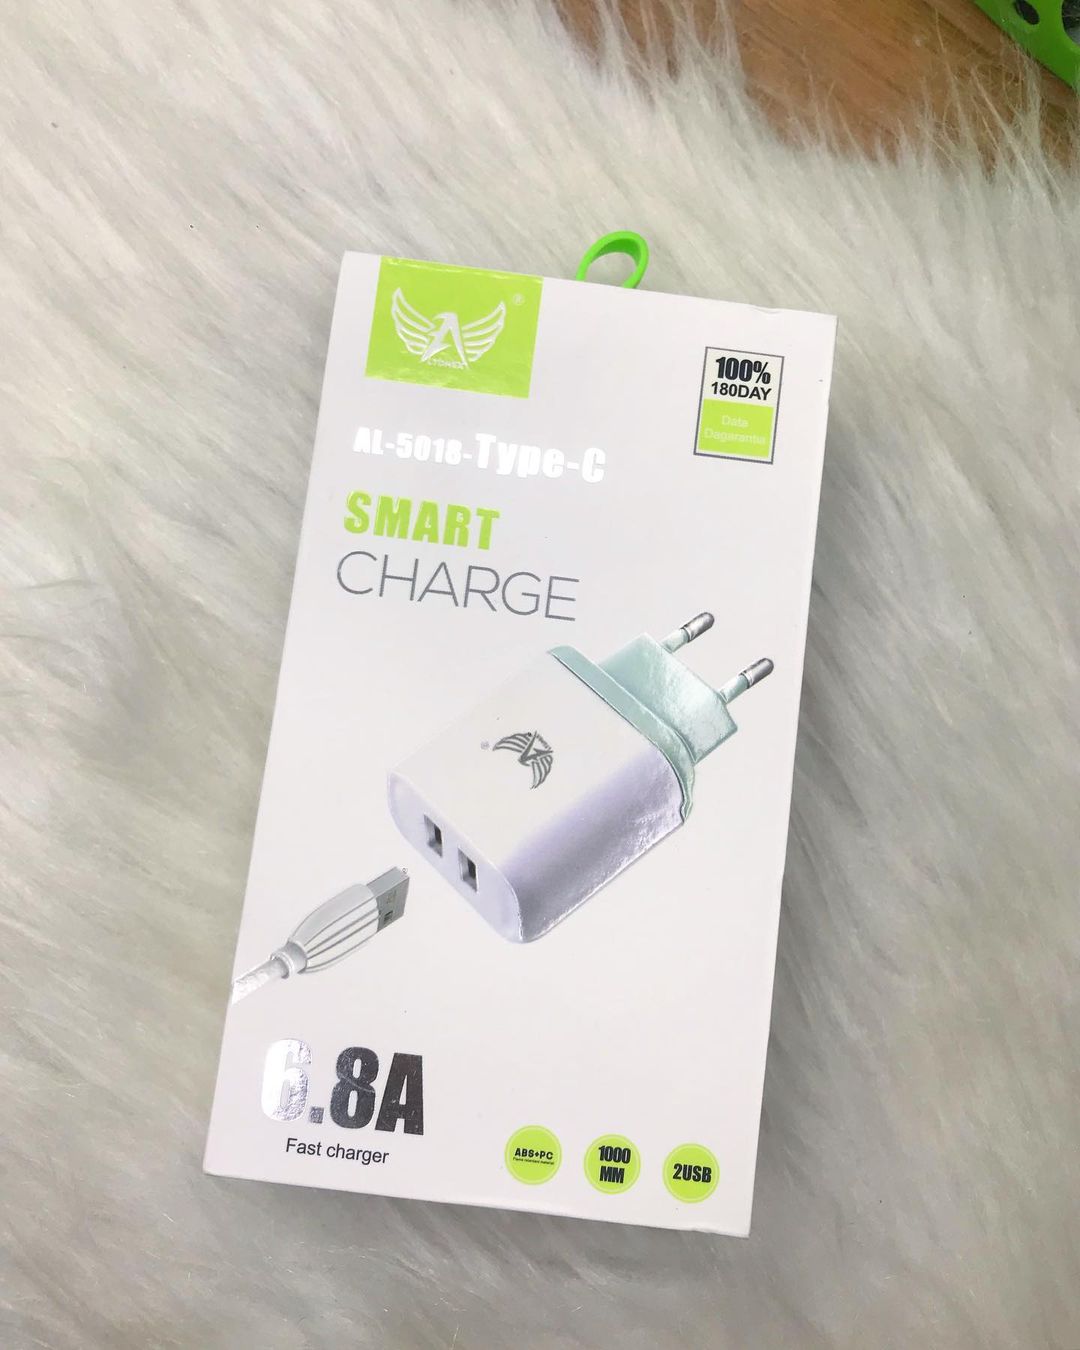 ®
100%
180DAY
Data
Dagarantia
AL-5018-Type-C
SMART
CHARGE
6.8A
Fast charger
ABS+PC
1000
MM
2USB